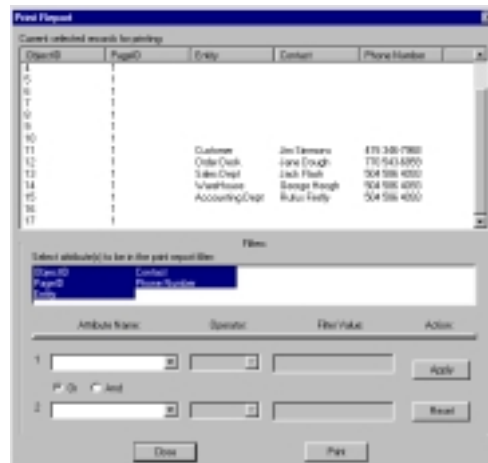 Print Report
Current selected records for printing:
ObjectID PageID Entity Contact Phone Number
4 1
5 1
6 1
7 1
8 1
9 1
10 1
11 1 Customer Jim Simmons
12 1 Order Desk Jane Dough
13 1 Sales Dept Jack Flash
14 1 WareHouse George Hough
15 1 Accounting Dept Rufus
16 1
17 1
Filters
Select attribute(s) to be in the print report filter.
ObjectID Contact
PageID Phone Number
Entity
Attribute Name: Operator: Filter Value: Action:
1 Apply
Or And
2 Reset
Close Print